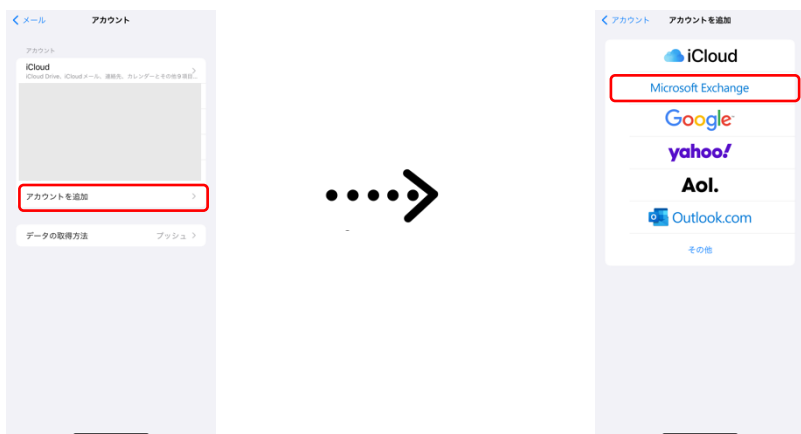 メール
アカウント
アカウント
iCloud
iCloud Drive、iCloudメール、連絡先、カレンダーとその他9項目...
アカウントを追加
データの取得方法
プッシュ
アカウント
アカウントを追加
iCloud
Microsoft Exchange
Google
yahoo!
Aol.
Outlook.com
その他